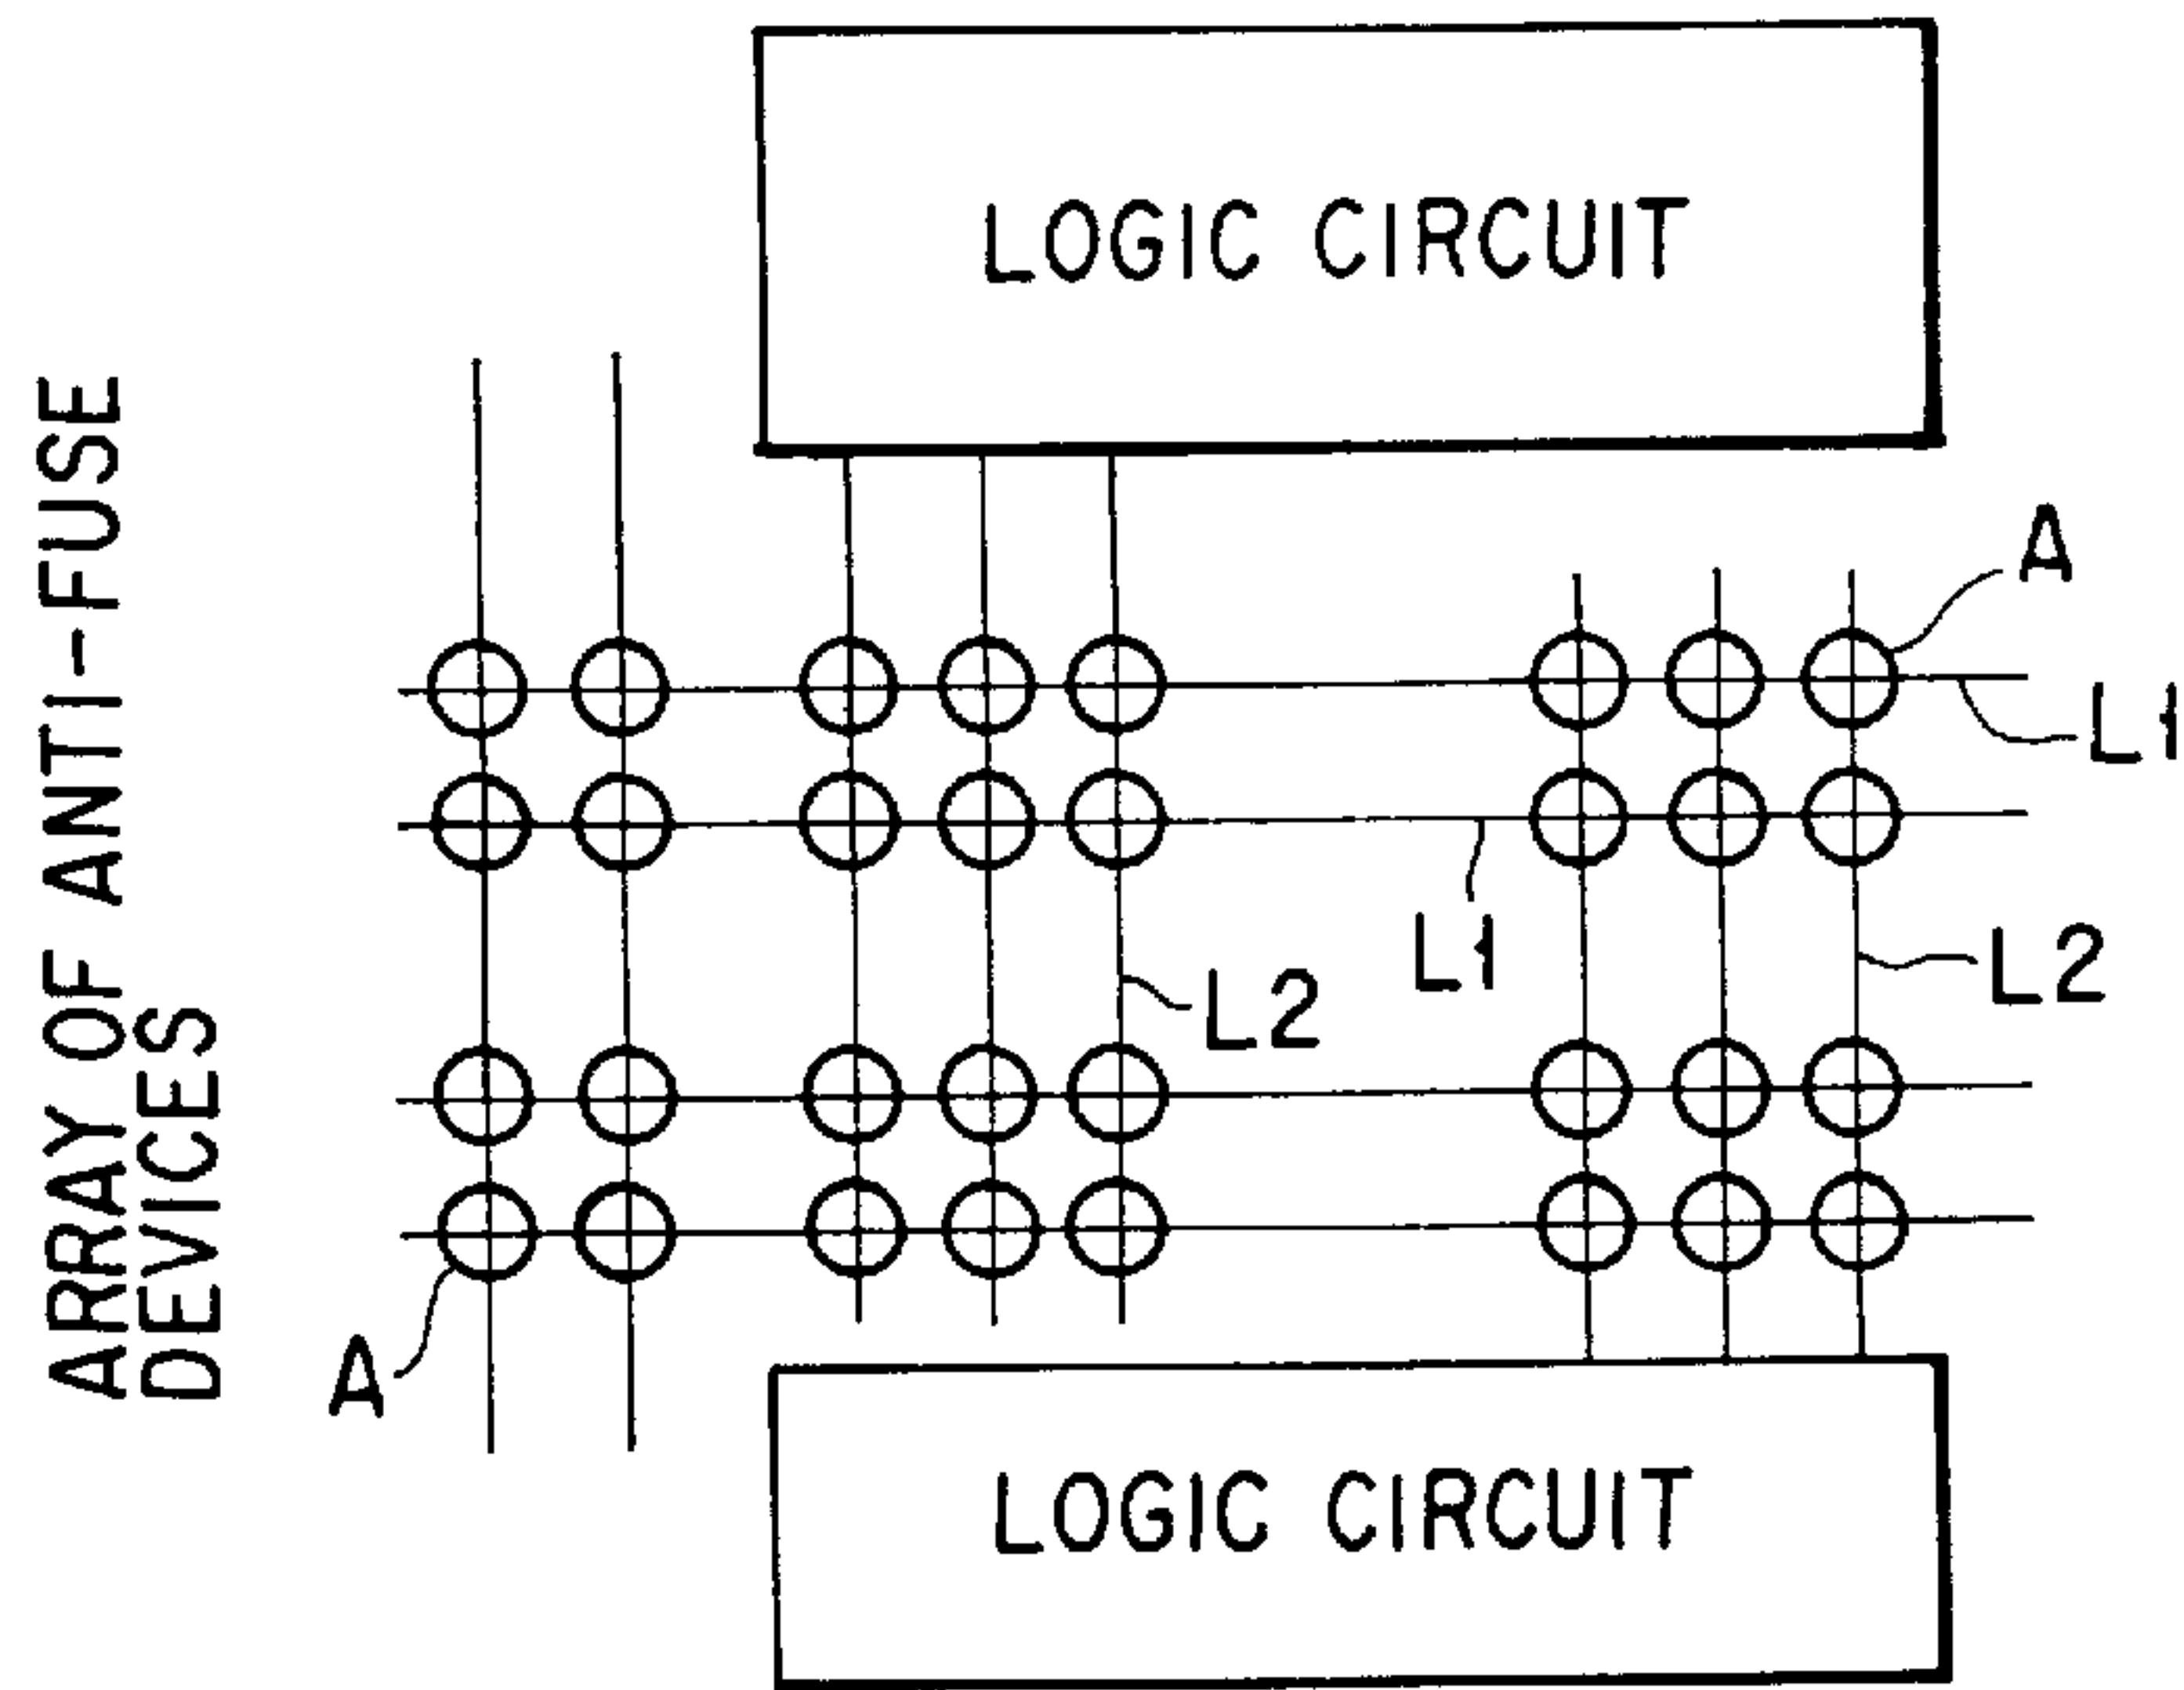 LOGIC CIRCUIT
ARRAY OF ANTI-FUSE
DEVICES
A
L1
L1
L2
L2
A
LOGIC CIRCUIT